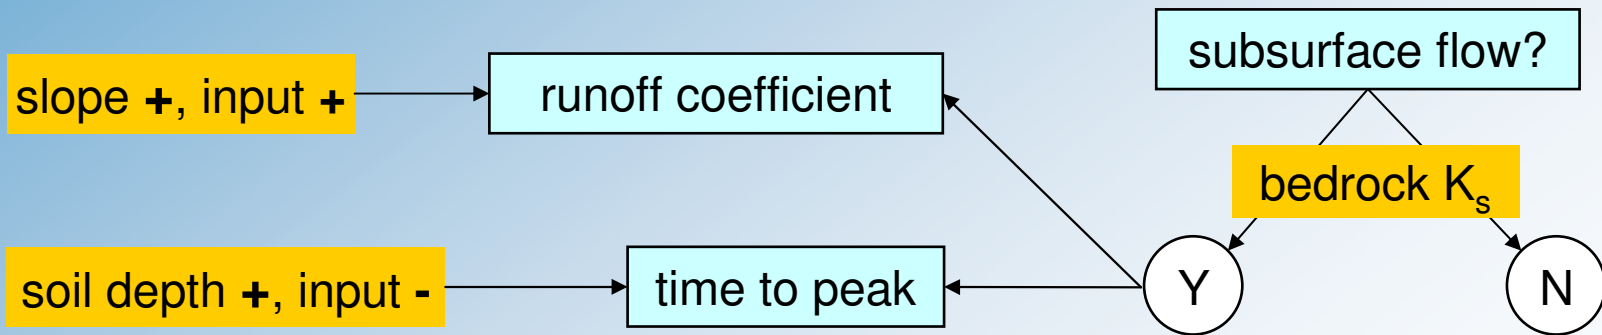 subsurface flow?
slope +, input +
runoff coefficient
bedrock Ks
soil depth +, input -
time to peak
Y
N